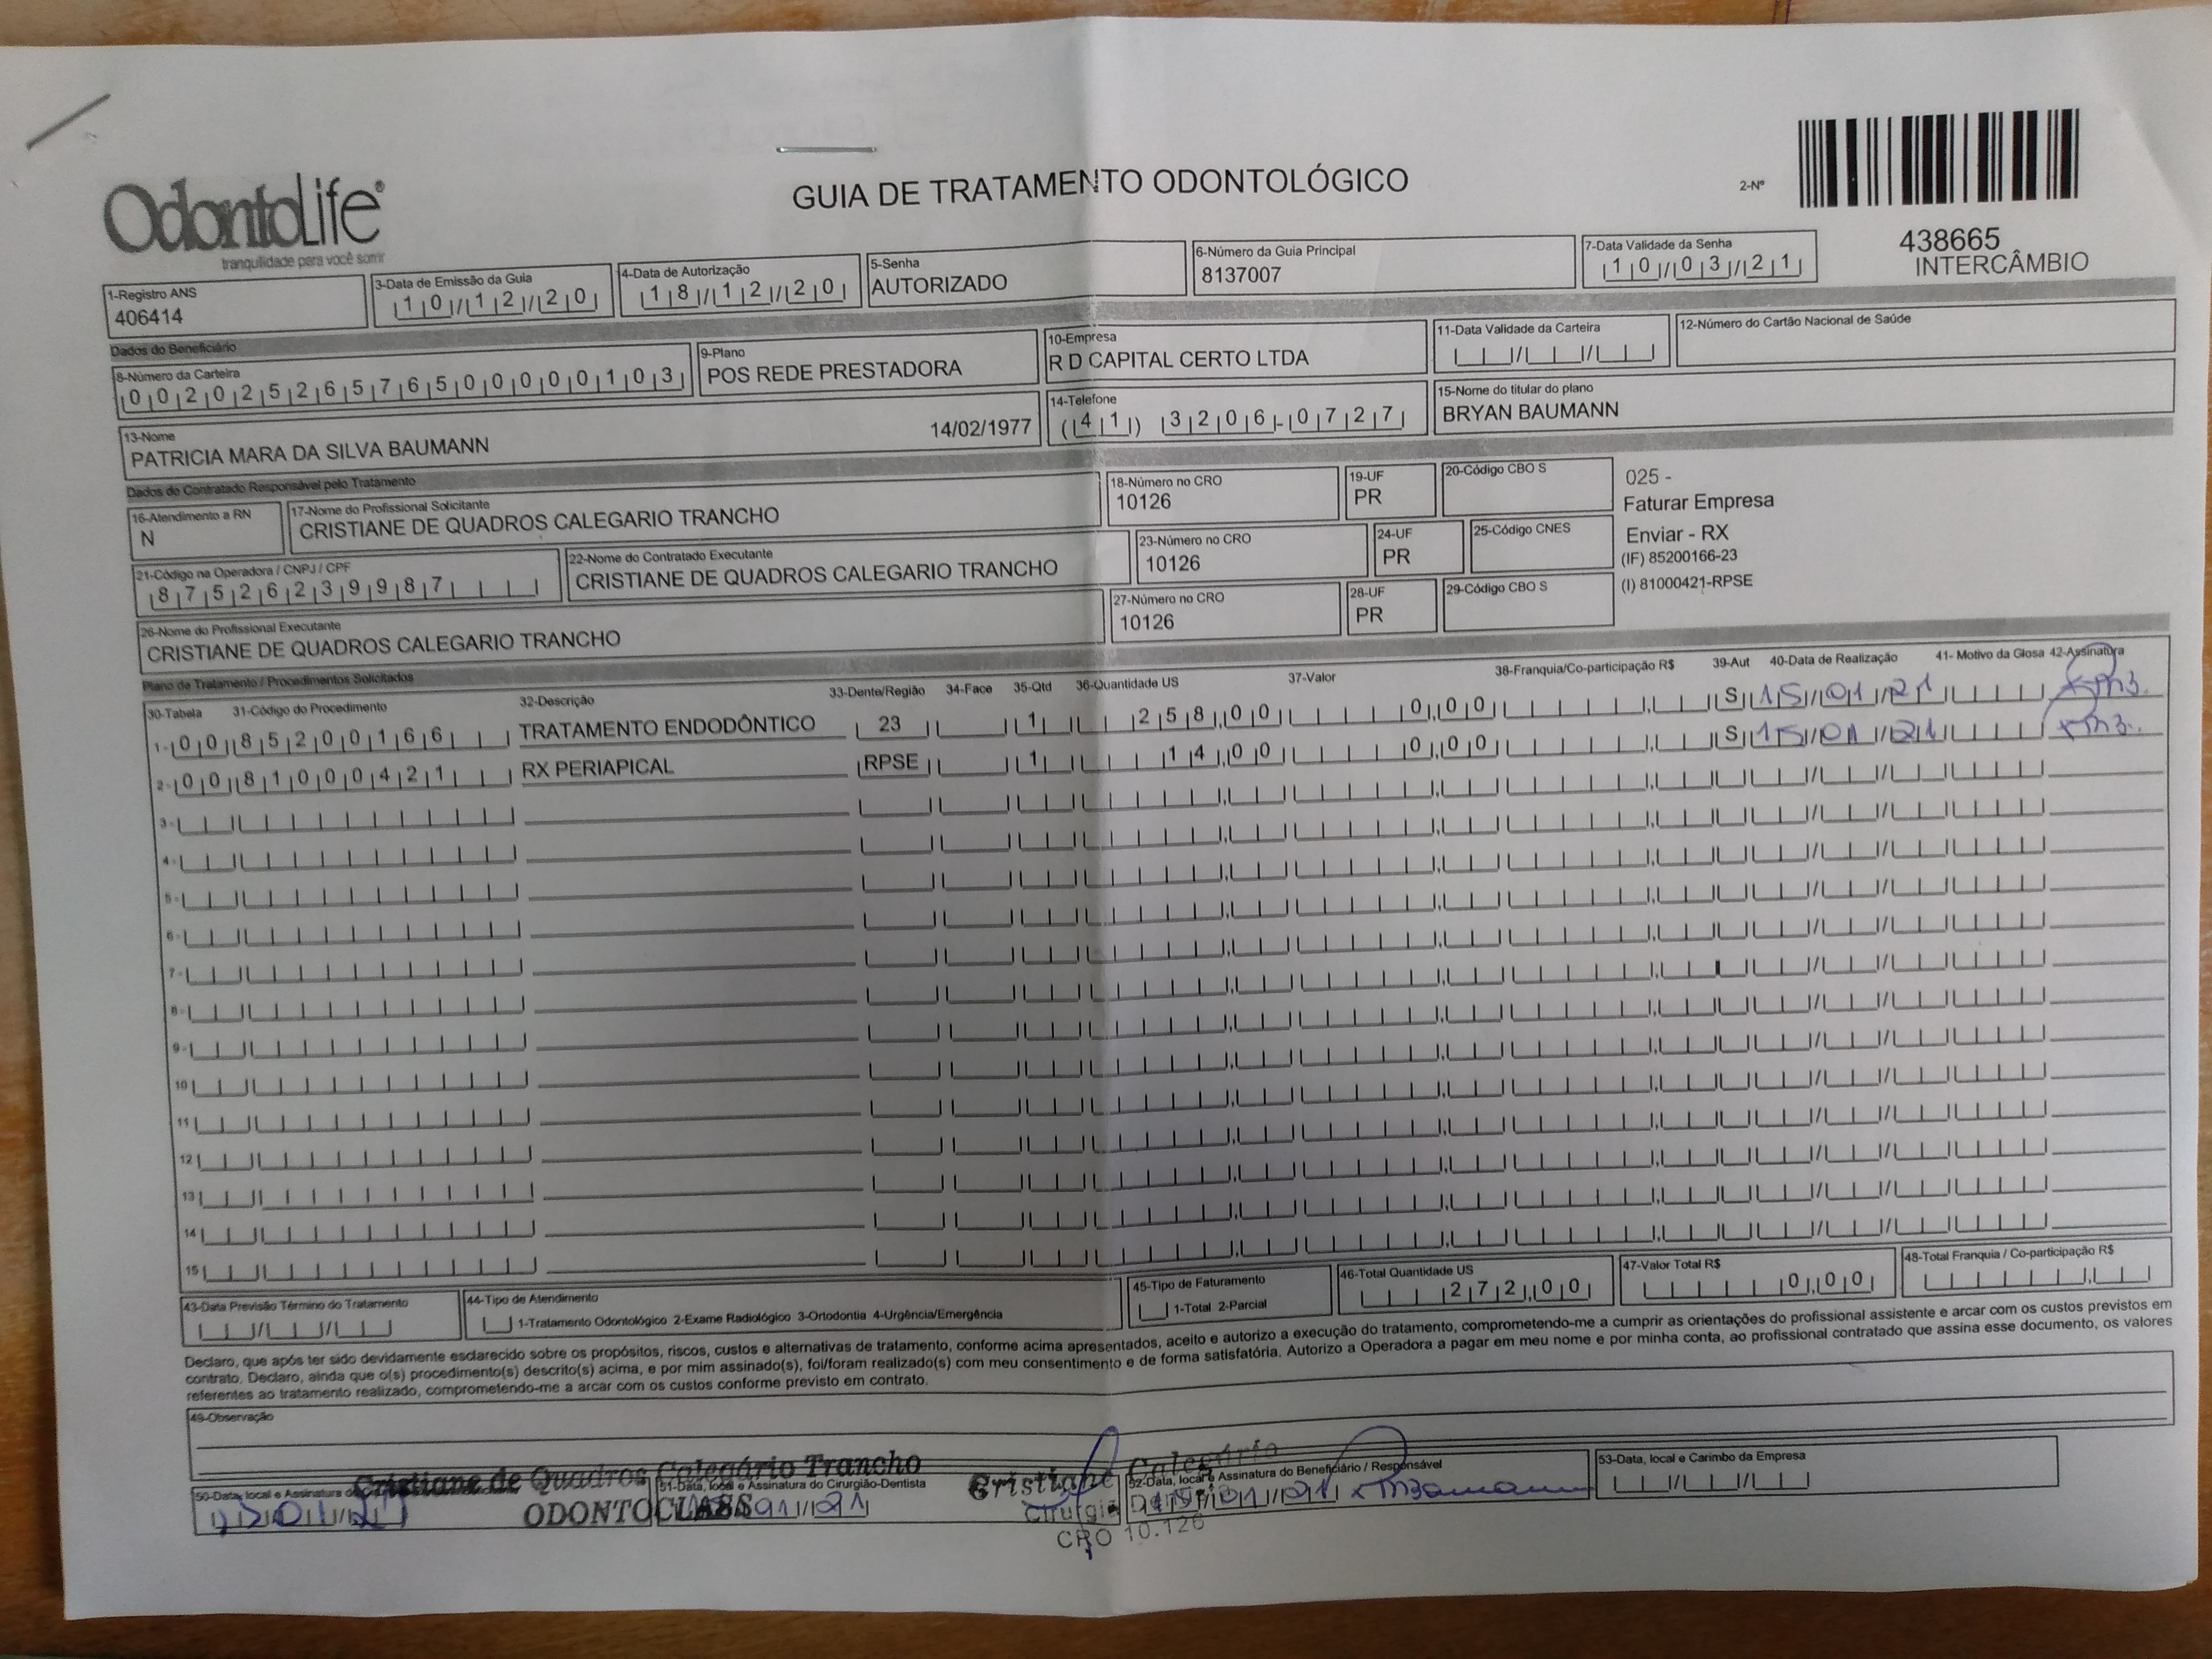 OdontoLife®
tranquilidade para você sorrir
GUIA DE TRATAMENTO ODONTOLÓGICO
2-Nº
438665
INTERCÂMBIO
1-Registro ANS
406414
3-Data de Emissão da Guia
10/12/20
4-Data de Autorização
18/12/20
5-Senha
AUTORIZADO
6-Número da Guia Principal
8137007
7-Data Validade da Senha
10/03/21
Dados do Beneficiário
8-Número da Carteira
00202526576500000103
9-Plano
POS REDE PRESTADORA
10-Empresa
R D CAPITAL CERTO LTDA
11-Data Validade da Carteira
12-Número do Cartão Nacional de Saúde
13-Nome
PATRICIA MARA DA SILVA BAUMANN 14/02/1977
14-Telefone
(41) 3206-0727
15-Nome do titular do plano
BRYAN BAUMANN
Dados do Contratado Responsável pelo Tratamento
16-Atendimento a RN
N
17-Nome do Profissional Solicitante
CRISTIANE DE QUADROS CALEGARIO TRANCHO
18-Número no CRO
10126
19-UF
PR
20-Código CBO S
025 -
Faturar Empresa
Enviar - RX
(IF) 85200166-23
(I) 81000421-RPSE
21-Código na Operadora / CNPJ / CPF
87526239987
22-Nome do Contratado Executante
CRISTIANE DE QUADROS CALEGARIO TRANCHO
23-Número no CRO
10126
24-UF
PR
25-Código CNES
26-Nome do Profissional Executante
CRISTIANE DE QUADROS CALEGARIO TRANCHO
27-Número no CRO
10126
28-UF
PR
29-Código CBO S
Plano de Tratamento / Procedimentos Solicitados
30-Tabela 31-Código do Procedimento 32-Descrição 33-Dente/Região 34-Face 35-Qtd 36-Quantidade US 37-Valor 38-Franquia/Co-participação R$ 39-Aut 40-Data de Realização 41- Motivo da Glosa 42-Assinatura
1- 00 85200166 TRATAMENTO ENDODÔNTICO 23 1 258,00 0,00 S 15/01/21
2- 00 81000421 RX PERIAPICAL RPSE 1 14,00 0,00 S 15/01/21
3-
4-
5-
6-
7-
8-
9-
10
11
12
13
14
15
43-Data Previsão Término do Tratamento
44-Tipo de Atendimento
1-Tratamento Odontológico 2-Exame Radiológico 3-Ortodontia 4-Urgência/Emergência
45-Tipo de Faturamento
1-Total 2-Parcial
46-Total Quantidade US
272,00
47-Valor Total R$
0,00
48-Total Franquia / Co-participação R$
Declaro, que após ter sido devidamente esclarecido sobre os propósitos, riscos, custos e alternativas de tratamento, conforme acima apresentados, aceito e autorizo a execução do tratamento, comprometendo-me a cumprir as orientações do profissional assistente e arcar com os custos previstos em
contrato. Declaro, ainda que o(s) procedimento(s) descrito(s) acima, e por mim assinado(s), foi/foram realizado(s) com meu consentimento e de forma satisfatória. Autorizo a Operadora a pagar em meu nome e por minha conta, ao profissional contratado que assina esse documento, os valores
referentes ao tratamento realizado, comprometendo-me a arcar com os custos conforme previsto em contrato.
49-Observação
Cristiane de Quadros Calegário Trancho
ODONTOCLASS
50-Data, local e Assinatura
51-Data, local e Assinatura do Cirurgião-Dentista
Cristiane Calegário
CRO 10.126
52-Data, local e Assinatura do Beneficiário / Responsável
15/01/21
53-Data, local e Carimbo da Empresa